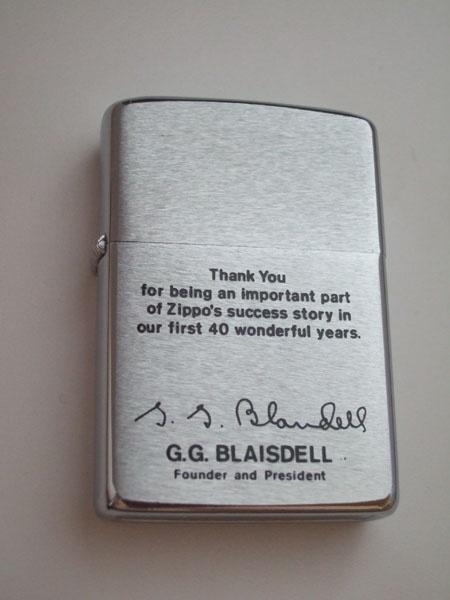 Thank You
for being an important part
of Zippo's success story in
our first 40 wonderful years.
G. G. Blaisdell
G.G. BLAISDELL
Founder and President